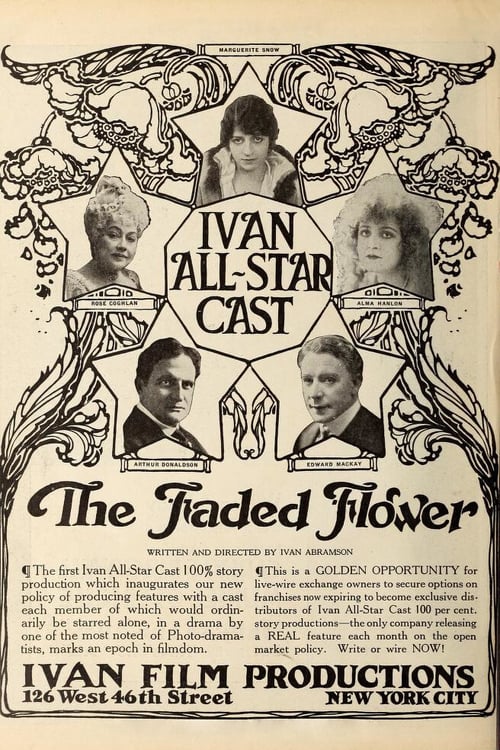 MARGUERITE SNOW
IVAN
ALL-STAR
CAST
ROSE COGHLAN
ALMA HANLON
ARTHUR DONALDSON
EDWARD MACKAY
The Faded Flower
WRITTEN AND DIRECTED BY IVAN ABRAMSON
¶ The first Ivan All-Star Cast 100% story
production which inaugurates our new
policy of producing features with a cast
each member of which would ordin-
arily be starred alone, in a drama by
one of the most noted of Photo-drama-
tists, marks an epoch in filmdom.
¶ This is a GOLDEN OPPORTUNITY for
live-wire exchange owners to secure options on
franchises now expiring to become exclusive dis-
tributors of Ivan All-Star Cast 100 per cent.
story productions—the only company releasing
a REAL feature each month on the open
market policy. Write or wire NOW!
IVAN FILM PRODUCTIONS
126 West 46th Street NEW YORK CITY